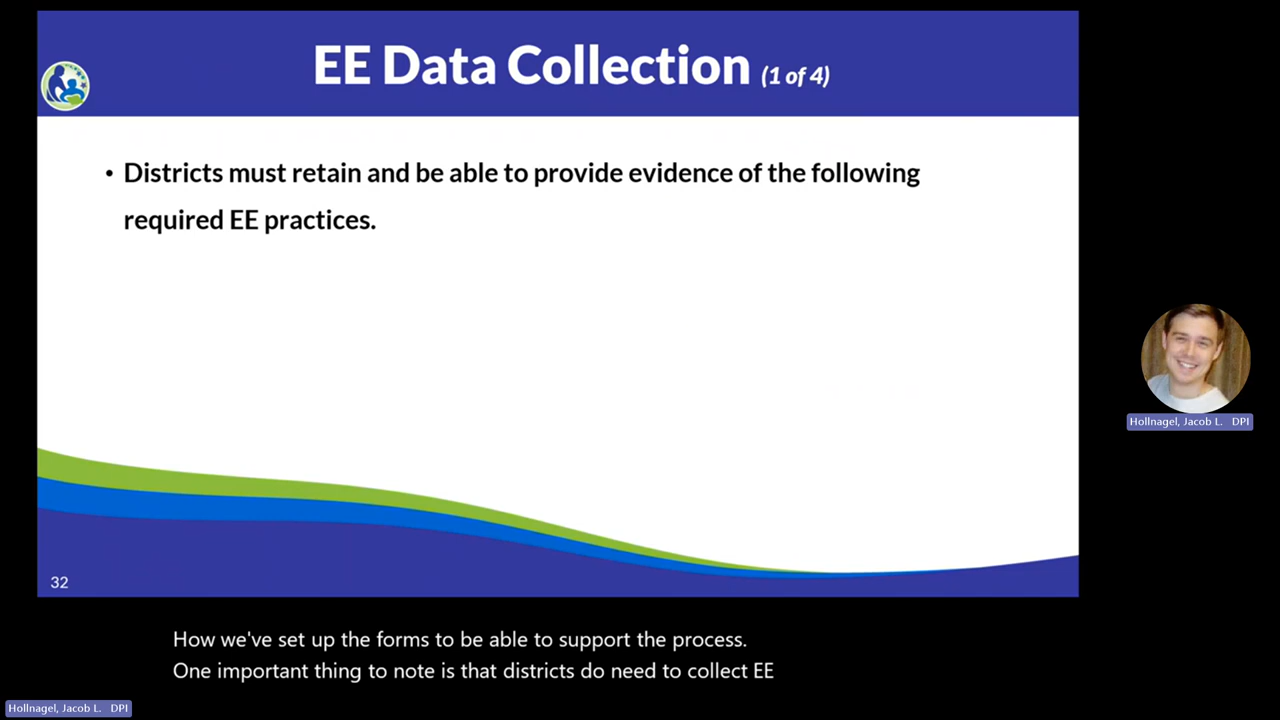 EE Data Collection (1 of 4)
• Districts must retain and be able to provide evidence of the following
required EE practices.
Hollnagel, Jacob L. DPI
32
How we've set up the forms to be able to support the process.
One important thing to note is that districts do need to collect EE
Hollnagel, Jacob L. DPI